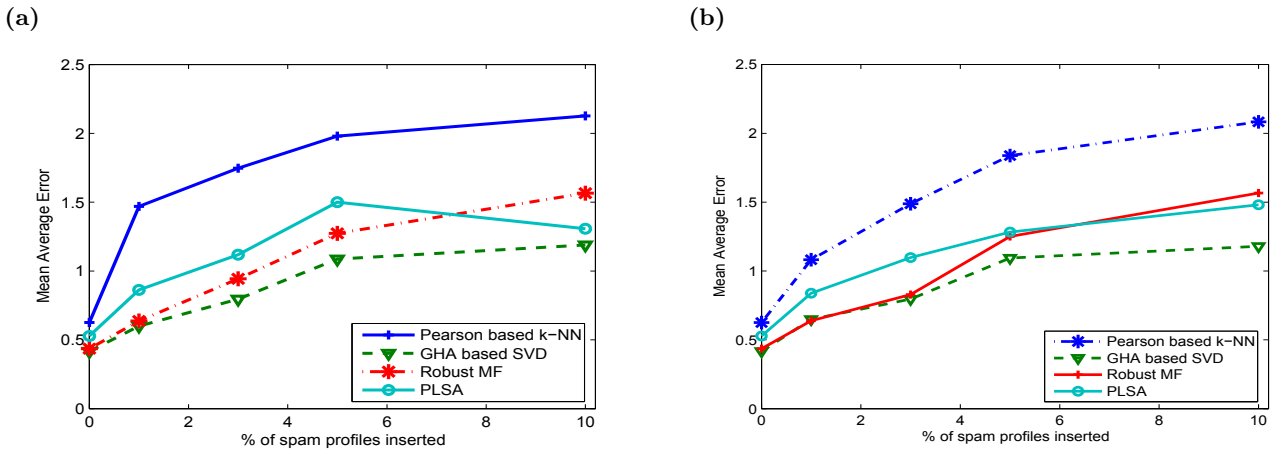 (a)
2.5
2
1.5
1
0.5
0
0
2
4
6
8
10
Mean Average Error
% of spam profiles inserted
Pearson based k−NN
GHA based SVD
Robust MF
PLSA
(b)
2.5
2
1.5
1
0.5
0
0
2
4
6
8
10
Mean Average Error
% of spam profiles inserted
Pearson based k−NN
GHA based SVD
Robust MF
PLSA